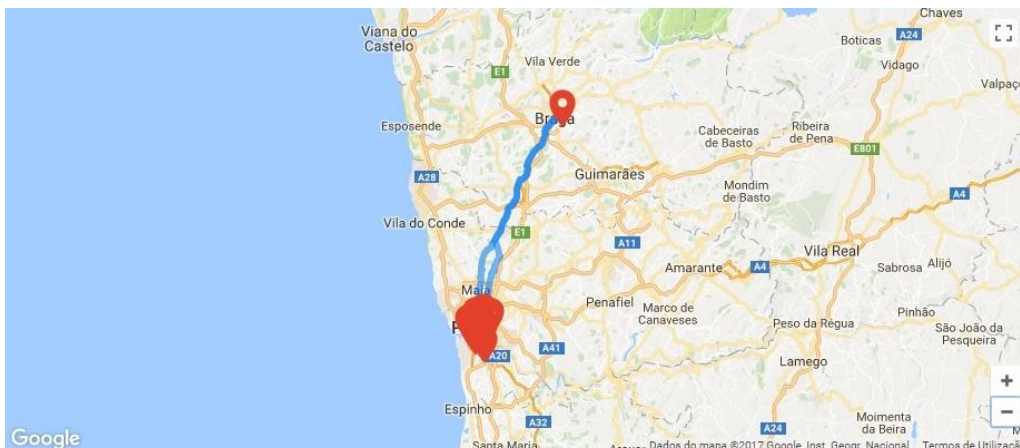 Chaves
Viana do
Castelo
A24
Boticas
Vidago
Vila Verde
E1
Valpaço
Braga
Esposende
Cabeceiras
de Basto
Ribeira
de Pena
E801
Guimarães
A28
Mondim
de Basto
A4
Vila do Conde
E1
A11
Vila Real
Amarante
A4
Sabrosa
Alijó
Maia
Penafiel
Marco de
Canaveses
Pinhão
P
Peso da Régua
São João da
Pesqueira
A20
A41
Lamego
+
−
Espinho
A32
Moimenta
da Beira
A24
Google
Santa Maria
Dados do mapa ©2017 Google, Inst. Geogr. Nacional
Termos de Utilizaçã